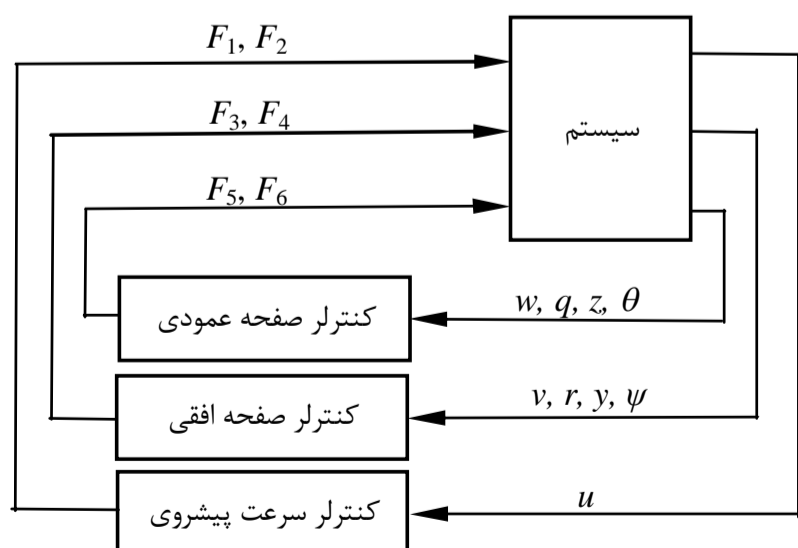 F₁, F₂
F₃, F₄
سیستم
F₅, F₆
کنترلر صفحه عمودی
w, q, z, θ
کنترلر صفحه افقی
v, r, y, ψ
کنترلر سرعت پیشروی
u